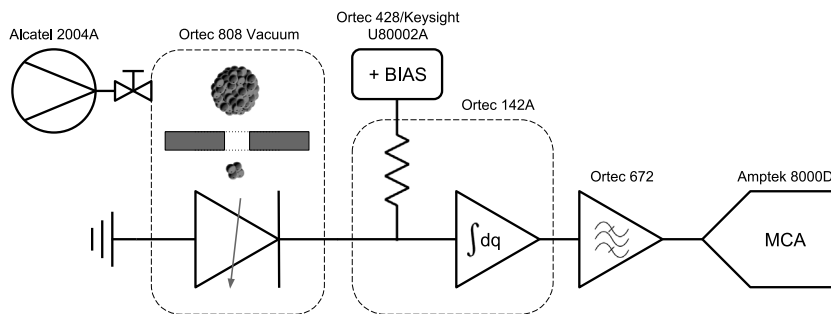 Alcatel 2004A
Ortec 808 Vacuum
Ortec 428/Keysight
U80002A
+ BIAS
Ortec 142A
Ortec 672
Amptek 8000D
∫dq
MCA